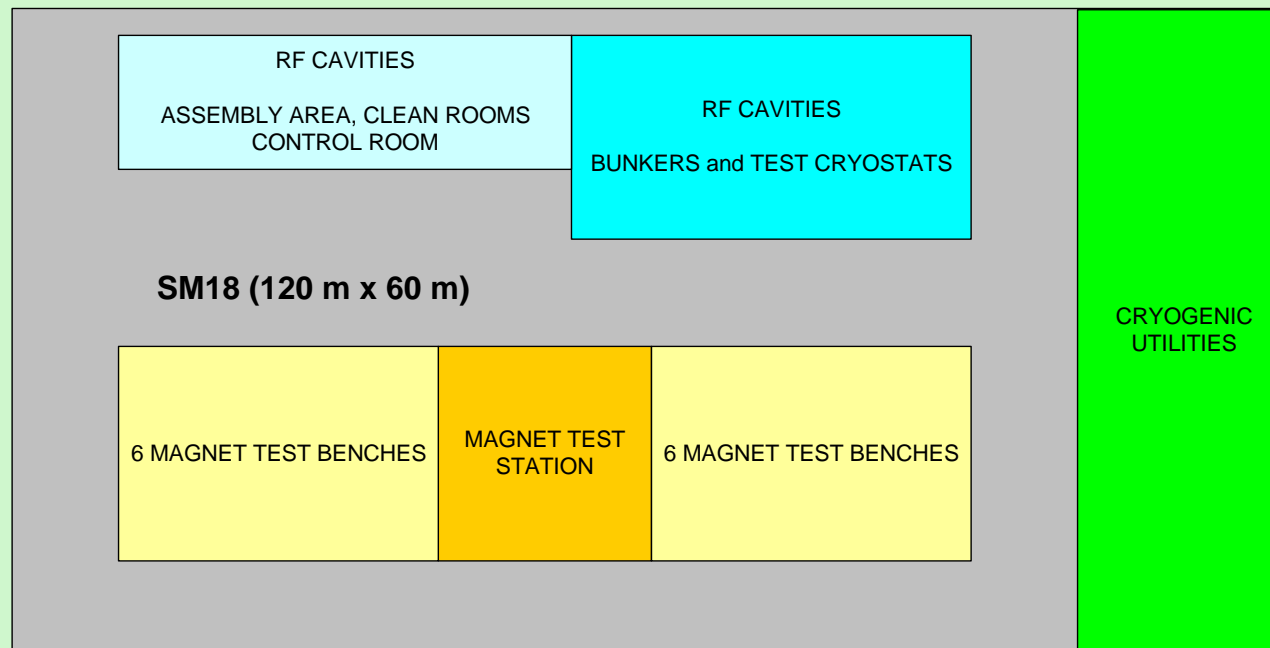 RF CAVITIES
ASSEMBLY AREA, CLEAN ROOMS
CONTROL ROOM
RF CAVITIES
BUNKERS and TEST CRYOSTATS
SM18 (120 m x 60 m)
CRYOGENIC
UTILITIES
6 MAGNET TEST BENCHES
MAGNET TEST
STATION
6 MAGNET TEST BENCHES